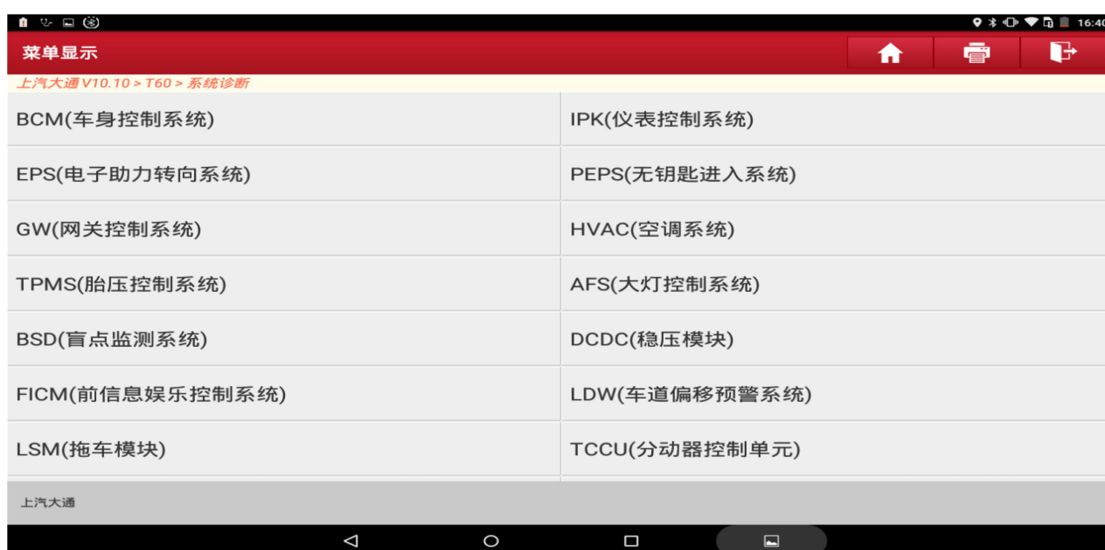 16:40
菜单显示
上汽大通 V10.10 > T60 > 系统诊断
BCM(车身控制系统)
IPK(仪表控制系统)
EPS(电子助力转向系统)
PEPS(无钥匙进入系统)
GW(网关控制系统)
HVAC(空调系统)
TPMS(胎压控制系统)
AFS(大灯控制系统)
BSD(盲点监测系统)
DCDC(稳压模块)
FICM(前信息娱乐控制系统)
LDW(车道偏移预警系统)
LSM(拖车模块)
TCCU(分动器控制单元)
上汽大通